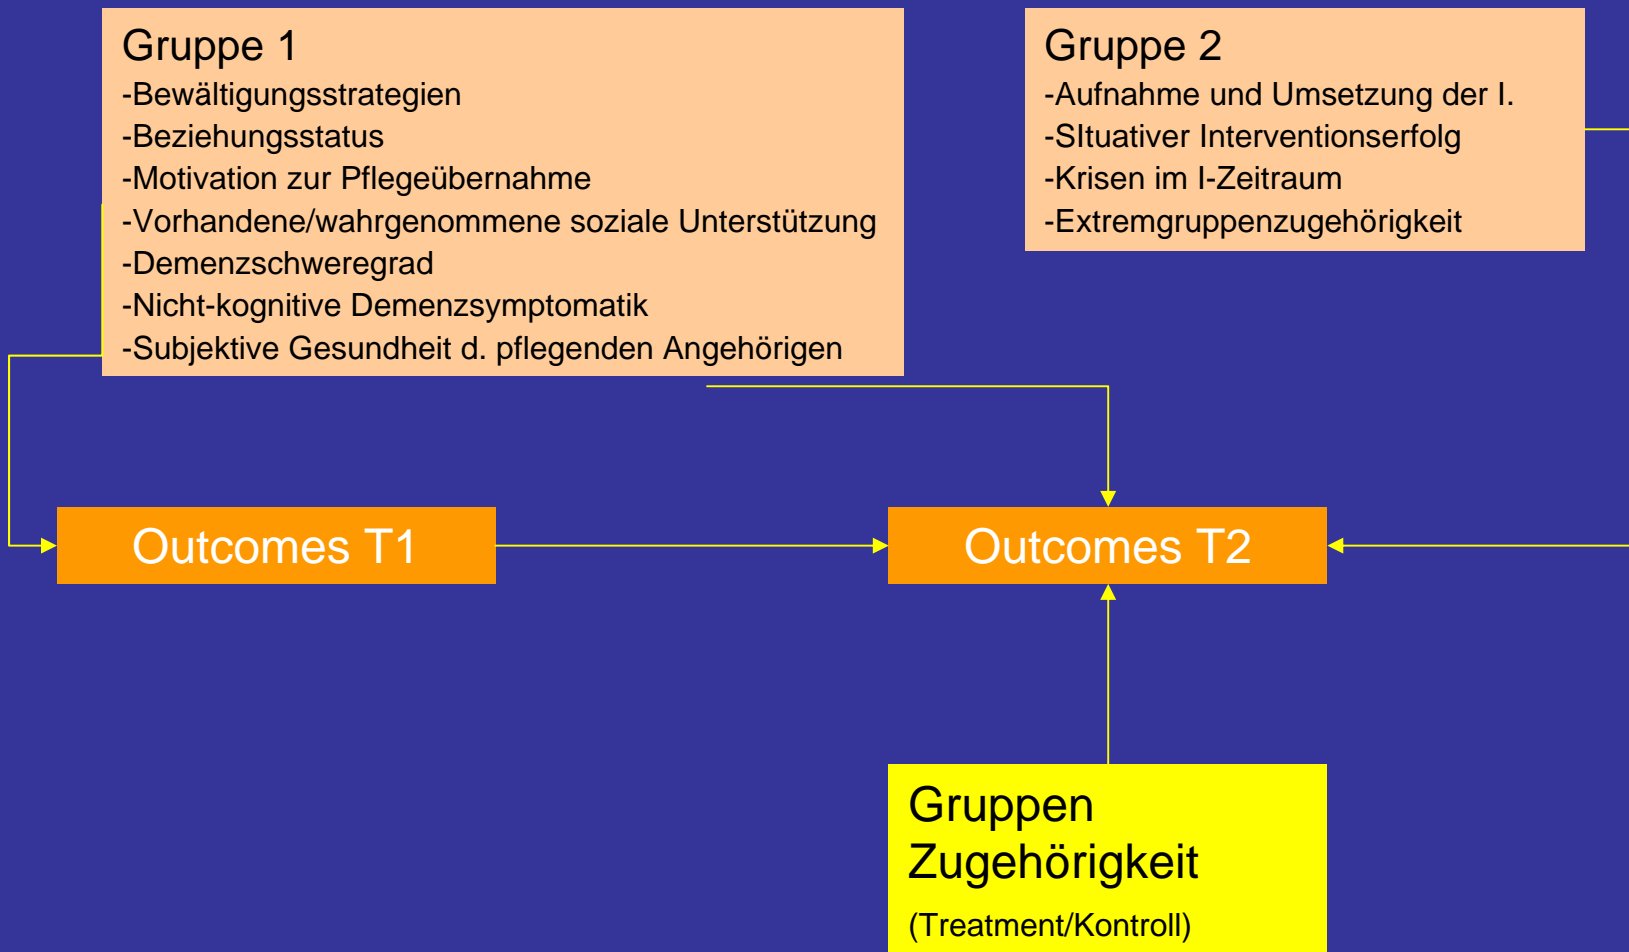 Gruppe 1
-Bewältigungsstrategien
-Beziehungsstatus
-Motivation zur Pflegeübernahme
-Vorhandene/wahrgenommene soziale Unterstützung
-Demenzschweregrad
-Nicht-kognitive Demenzsymptomatik
-Subjektive Gesundheit d. pflegenden Angehörigen
Gruppe 2
-Aufnahme und Umsetzung der I.
-SItuativer Interventionserfolg
-Krisen im I-Zeitraum
-Extremgruppenzugehörigkeit
Outcomes T1
Outcomes T2
Gruppen
Zugehörigkeit
(Treatment/Kontroll)